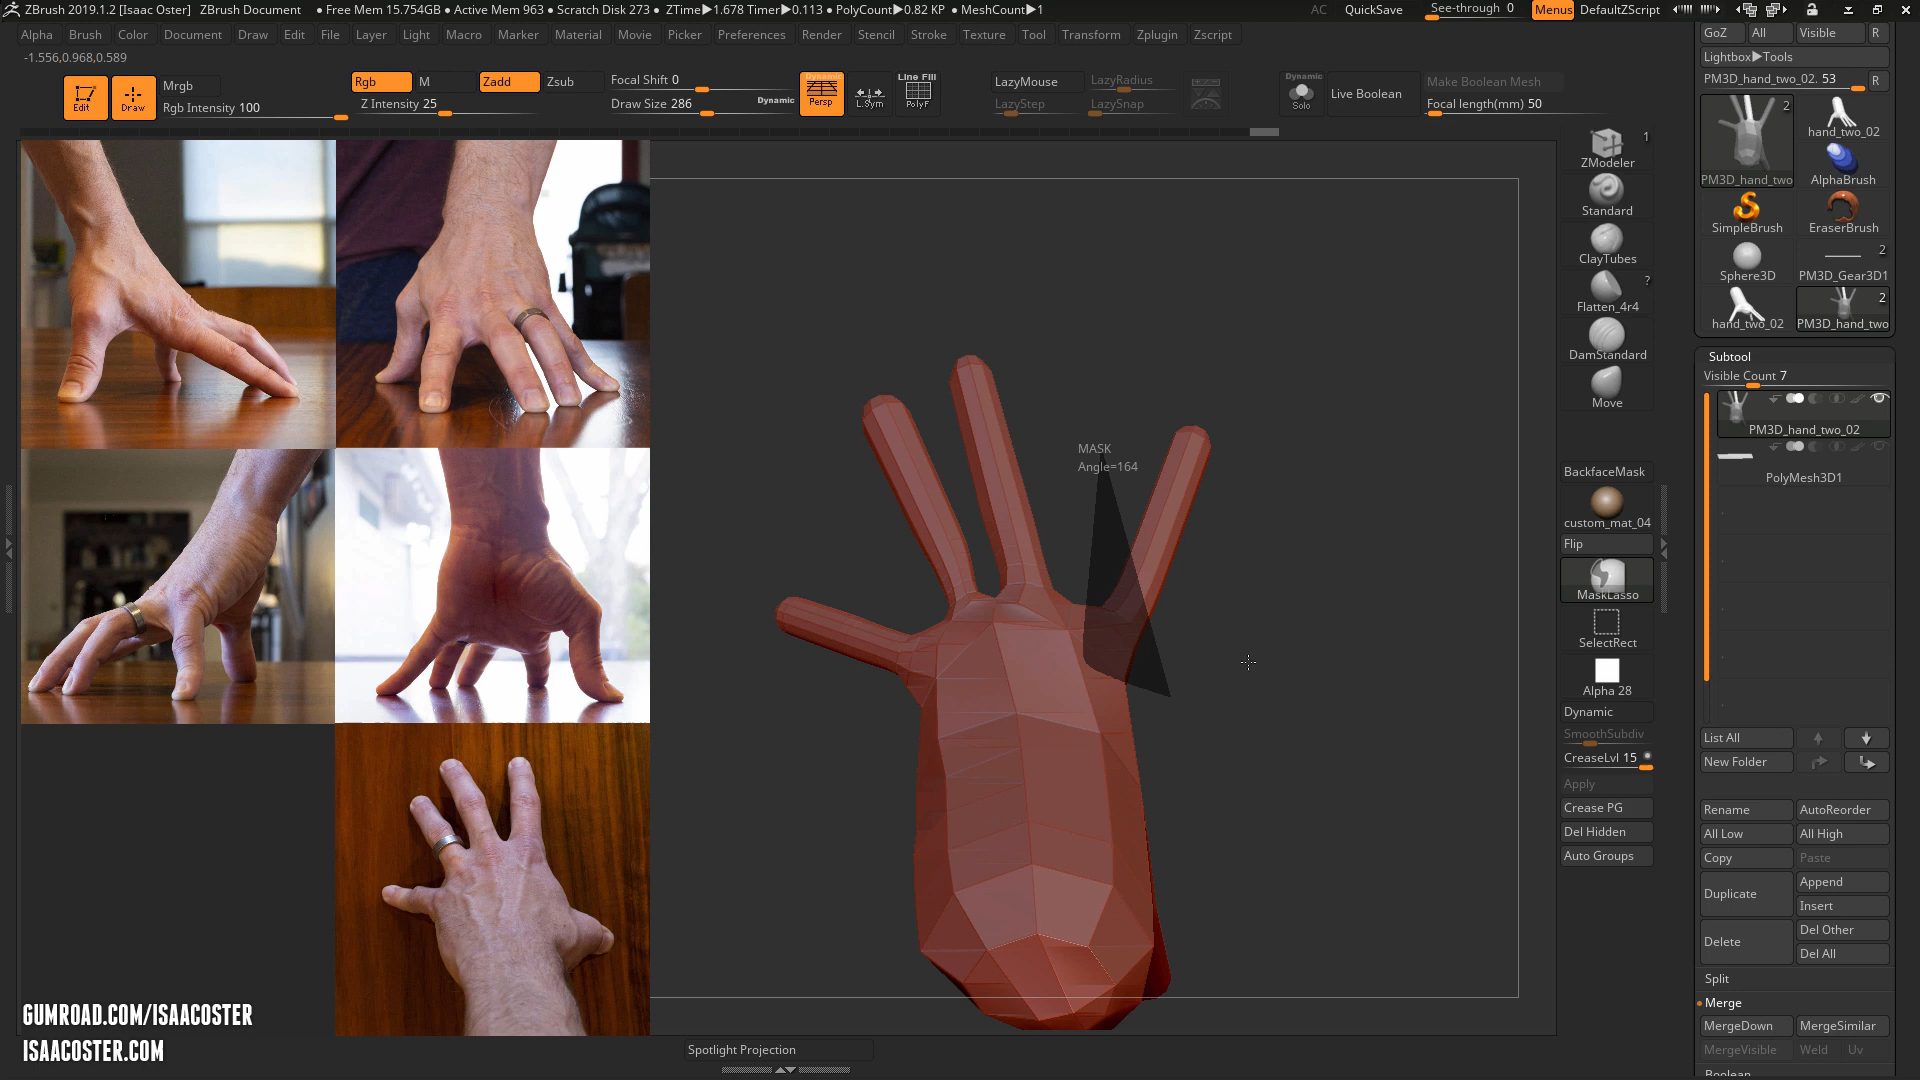 ZBrush 2019.1.2 [Isaac Oster] ZBrush Document • Free Mem 15.754GB • Active Mem 963 • Scratch Disk 273 • ZTime▶1.678 Timer▶0.113 • PolyCount▶0.82 KP • MeshCount▶1 AC QuickSave See-through 0 Menus DefaultZScript
Alpha Brush Color Document Draw Edit File Layer Light Macro Marker Material Movie Picker Preferences Render Stencil Stroke Texture Tool Transform Zplugin Zscript
-1.556,0.968,0.589
Edit
Draw
Mrgb
Rgb Intensity 100
Rgb M Zadd Zsub
Z Intensity 25
Focal Shift 0
Draw Size 286 Dynamic
Dynamic
Persp
L.Sym
Line Fill
PolyF
LazyMouse LazyRadius
LazyStep LazySnap
Dynamic
Solo
Live Boolean
Make Boolean Mesh
Focal length(mm) 50
MASK
Angle=164
GUMROAD.COM/ISAACOSTER
ISAACOSTER.COM
Spotlight Projection
1
ZModeler
Standard
ClayTubes
?
Flatten_4r4
DamStandard
Move
BackfaceMask
custom_mat_04
Flip
MaskLasso
SelectRect
Alpha 28
Dynamic
SmoothSubdiv
CreaseLvl 15
Apply
Crease PG
Del Hidden
Auto Groups
GoZ All Visible R
Lightbox▶Tools
PM3D_hand_two_02. 53 R
2
PM3D_hand_two
hand_two_02
AlphaBrush
SimpleBrush EraserBrush
2
Sphere3D PM3D_Gear3D1
2
hand_two_02 PM3D_hand_two
Subtool
Visible Count 7
PM3D_hand_two_02
PolyMesh3D1
List All
New Folder
Rename AutoReorder
All Low All High
Copy Paste
Duplicate Append
Insert
Delete Del Other
Del All
Split
Merge
MergeDown MergeSimilar
MergeVisible Weld Uv
Boolean